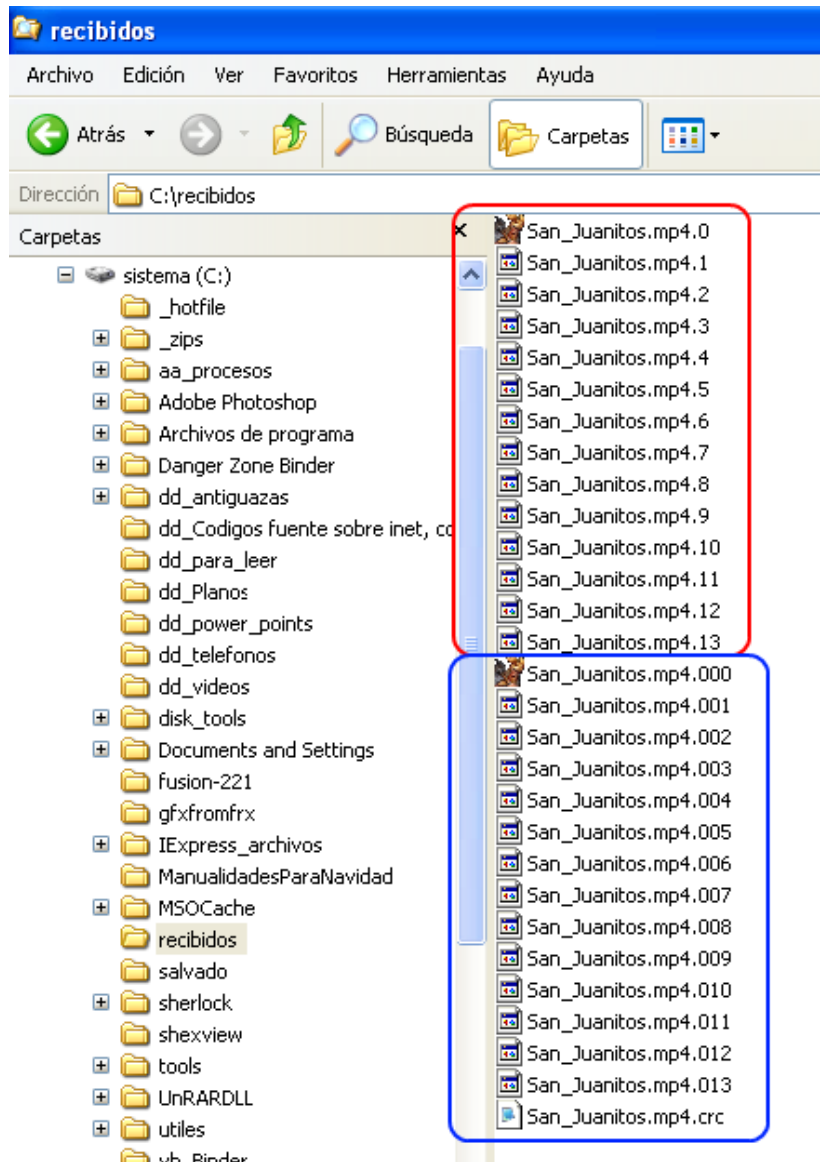 recibidos
Archivo Edición Ver Favoritos Herramientas Ayuda
Atrás Búsqueda Carpetas
Dirección C:\recibidos
Carpetas
sistema (C:)
_hotfile
_zips
aa_procesos
Adobe Photoshop
Archivos de programa
Danger Zone Binder
dd_antiguazas
dd_Codigos fuente sobre inet, co
dd_para_leer
dd_Planos
dd_power_points
dd_telefonos
dd_videos
disk_tools
Documents and Settings
fusion-221
gfxfromfrx
IExpress_archivos
ManualidadesParaNavidad
MSOCache
recibidos
salvado
sherlock
shexview
tools
UnRARDLL
utiles
vb_Binder
San_Juanitos.mp4.0
San_Juanitos.mp4.1
San_Juanitos.mp4.2
San_Juanitos.mp4.3
San_Juanitos.mp4.4
San_Juanitos.mp4.5
San_Juanitos.mp4.6
San_Juanitos.mp4.7
San_Juanitos.mp4.8
San_Juanitos.mp4.9
San_Juanitos.mp4.10
San_Juanitos.mp4.11
San_Juanitos.mp4.12
San_Juanitos.mp4.13
San_Juanitos.mp4.000
San_Juanitos.mp4.001
San_Juanitos.mp4.002
San_Juanitos.mp4.003
San_Juanitos.mp4.004
San_Juanitos.mp4.005
San_Juanitos.mp4.006
San_Juanitos.mp4.007
San_Juanitos.mp4.008
San_Juanitos.mp4.009
San_Juanitos.mp4.010
San_Juanitos.mp4.011
San_Juanitos.mp4.012
San_Juanitos.mp4.013
San_Juanitos.mp4.crc